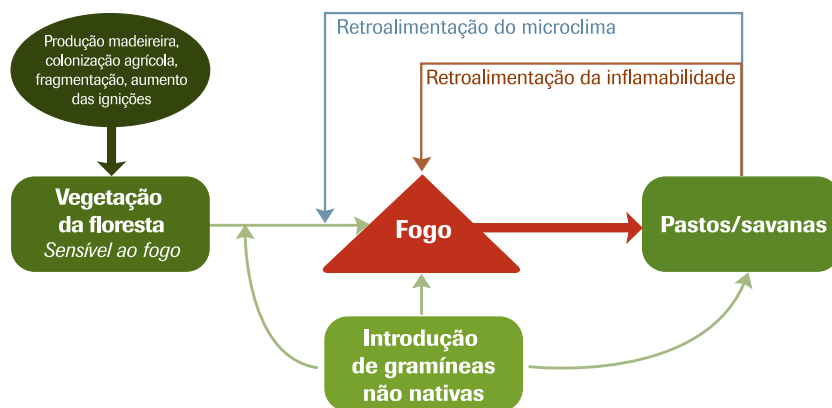 Produção madeireira,
colonização agrícola,
fragmentação, aumento
das ignições
Retroalimentação do microclima
Retroalimentação da inflamabilidade
Vegetação
da floresta
Sensível ao fogo
Fogo
Pastos/savanas
Introdução
de gramíneas
não nativas